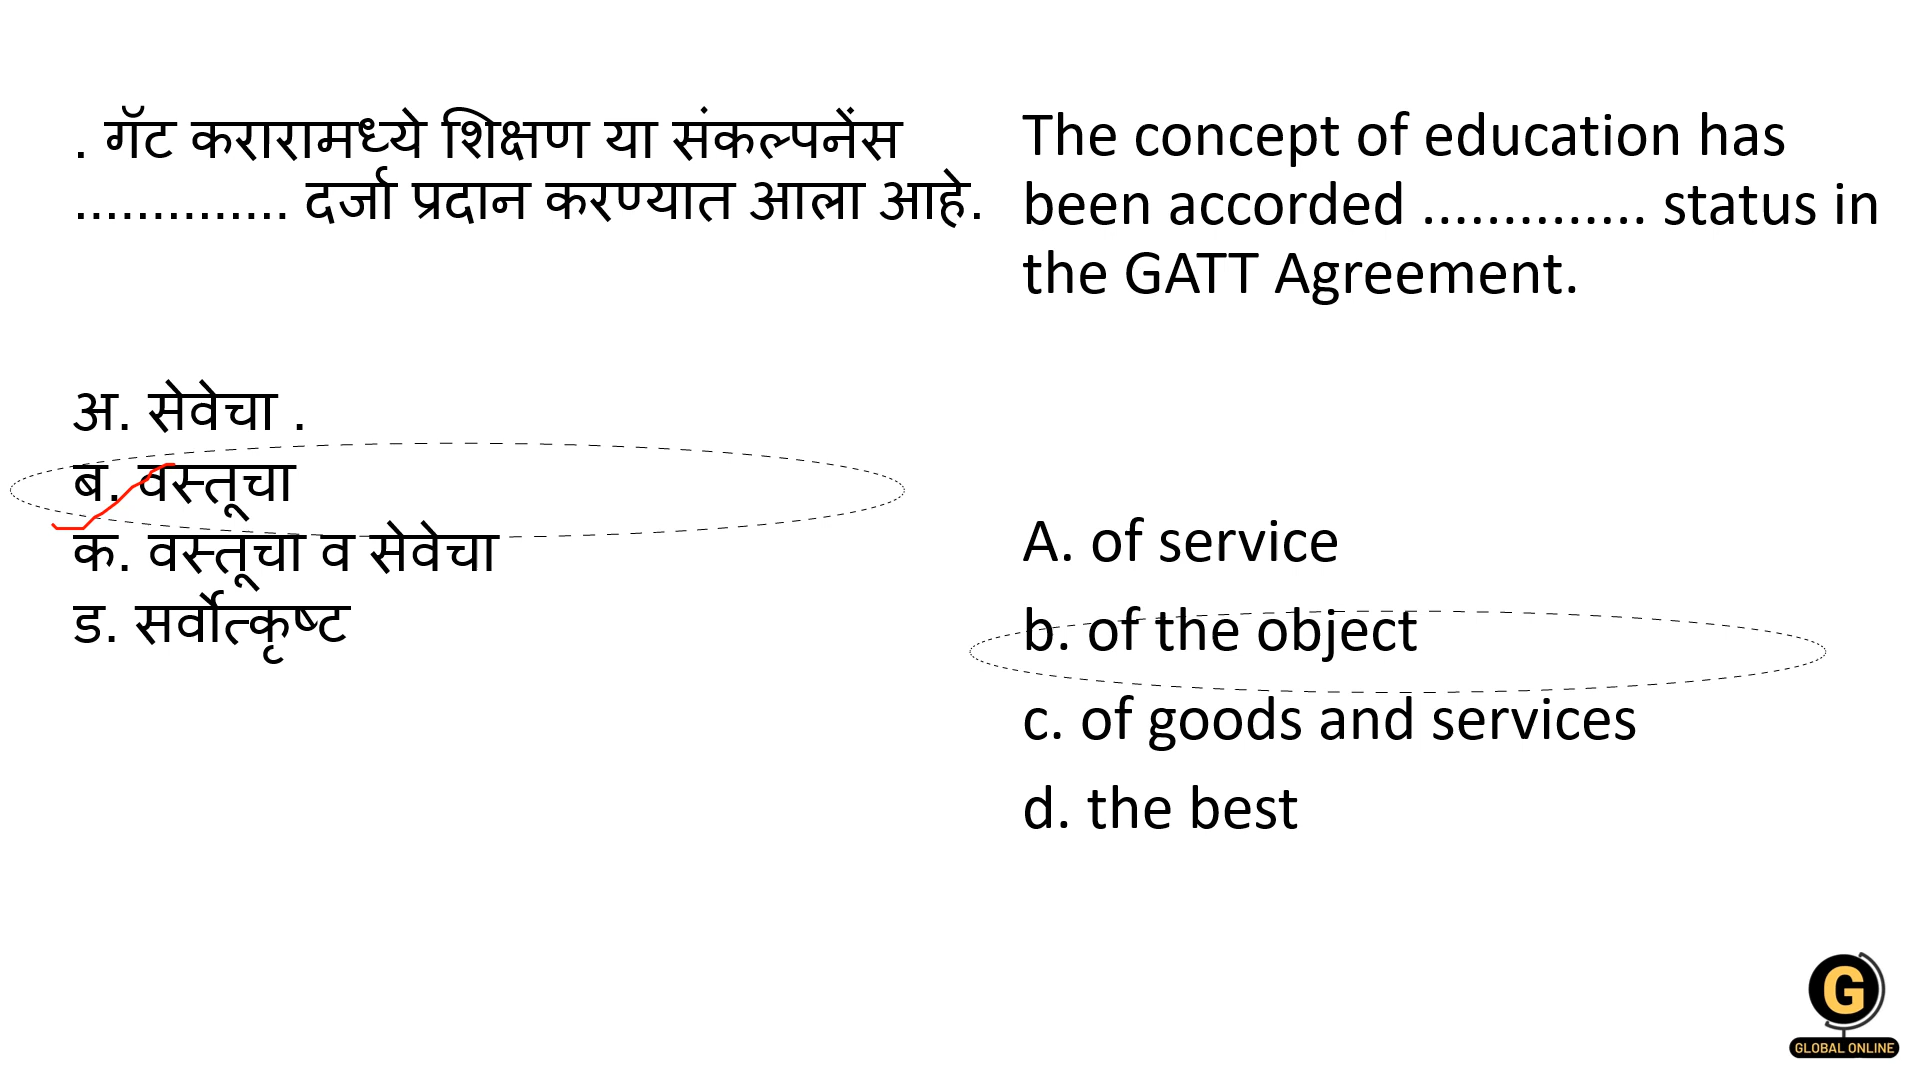 . गॅट करारामध्ये शिक्षण या संकल्पनेंस
.............. दर्जा प्रदान करण्यात आला आहे.
अ. सेवेचा .
ब. वस्तूचा
क. वस्तूचा व सेवेचा
ड. सर्वोत्कृष्ट
The concept of education has
been accorded .............. status in
the GATT Agreement.
A. of service
b. of the object
c. of goods and services
d. the best
G
GLOBAL ONLINE